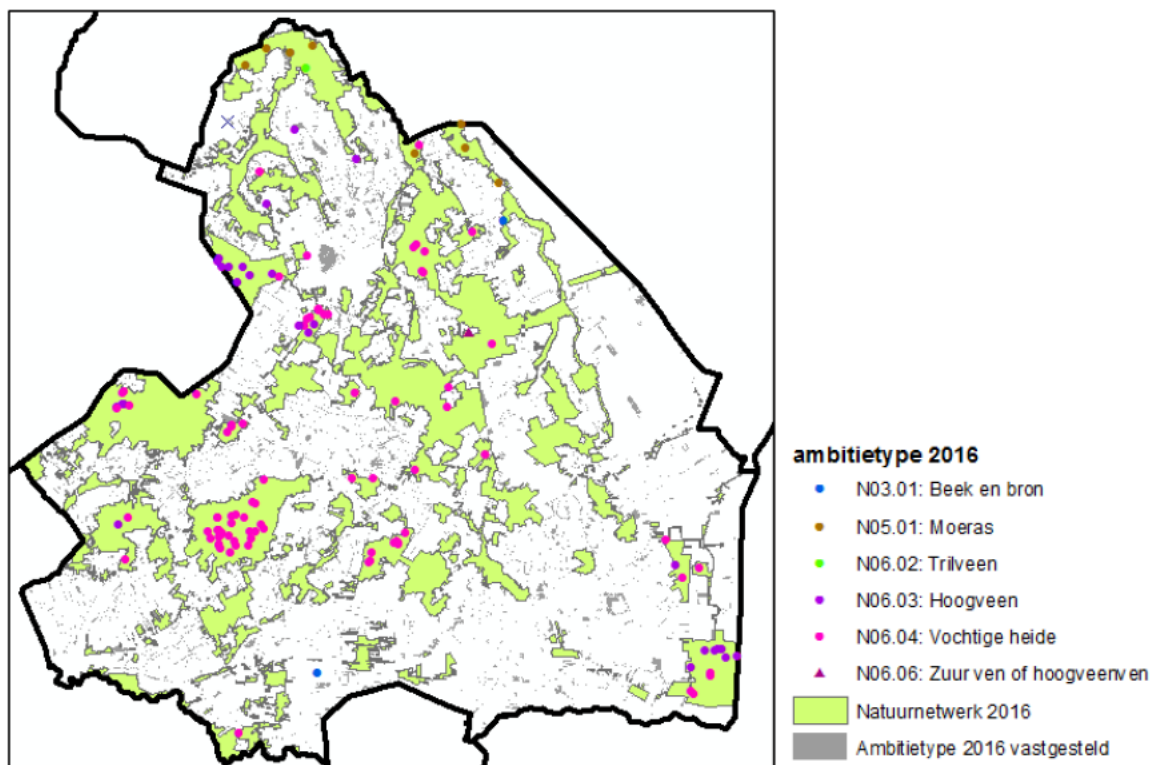 ambitietype 2016
N03.01: Beek en bron
N05.01: Moeras
N06.02: Trilveen
N06.03: Hoogveen
N06.04: Vochtige heide
N06.06: Zuur ven of hoogveenven
Natuurnetwerk 2016
Ambitietype 2016 vastgesteld